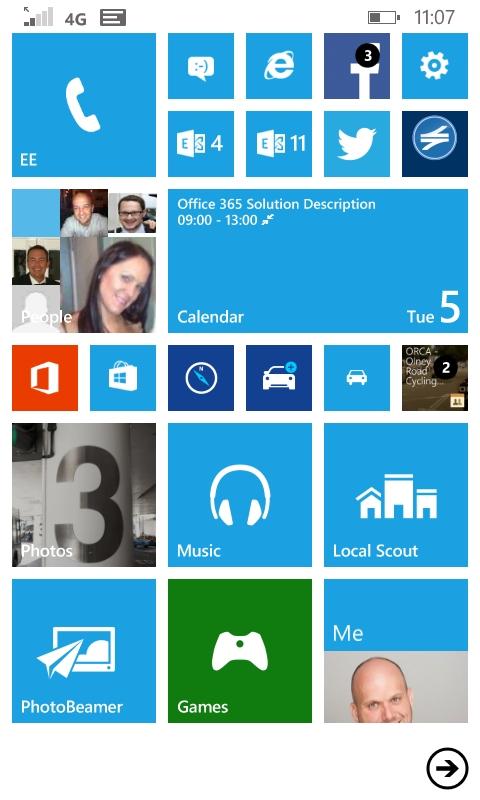 4G
11:07
:-)
3
EE
4
11
Office 365 Solution Description
09:00 - 13:00
People
Calendar
Tue 5
ORCA -
Olney
Road
Cycling...
2
3
Photos
Music
Local Scout
PhotoBeamer
Games
Me